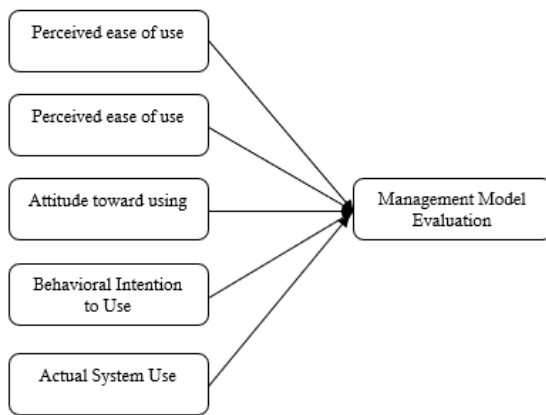 Perceived ease of use
Perceived ease of use
Attitude toward using
Behavioral Intention
to Use
Actual System Use
Management Model
Evaluation